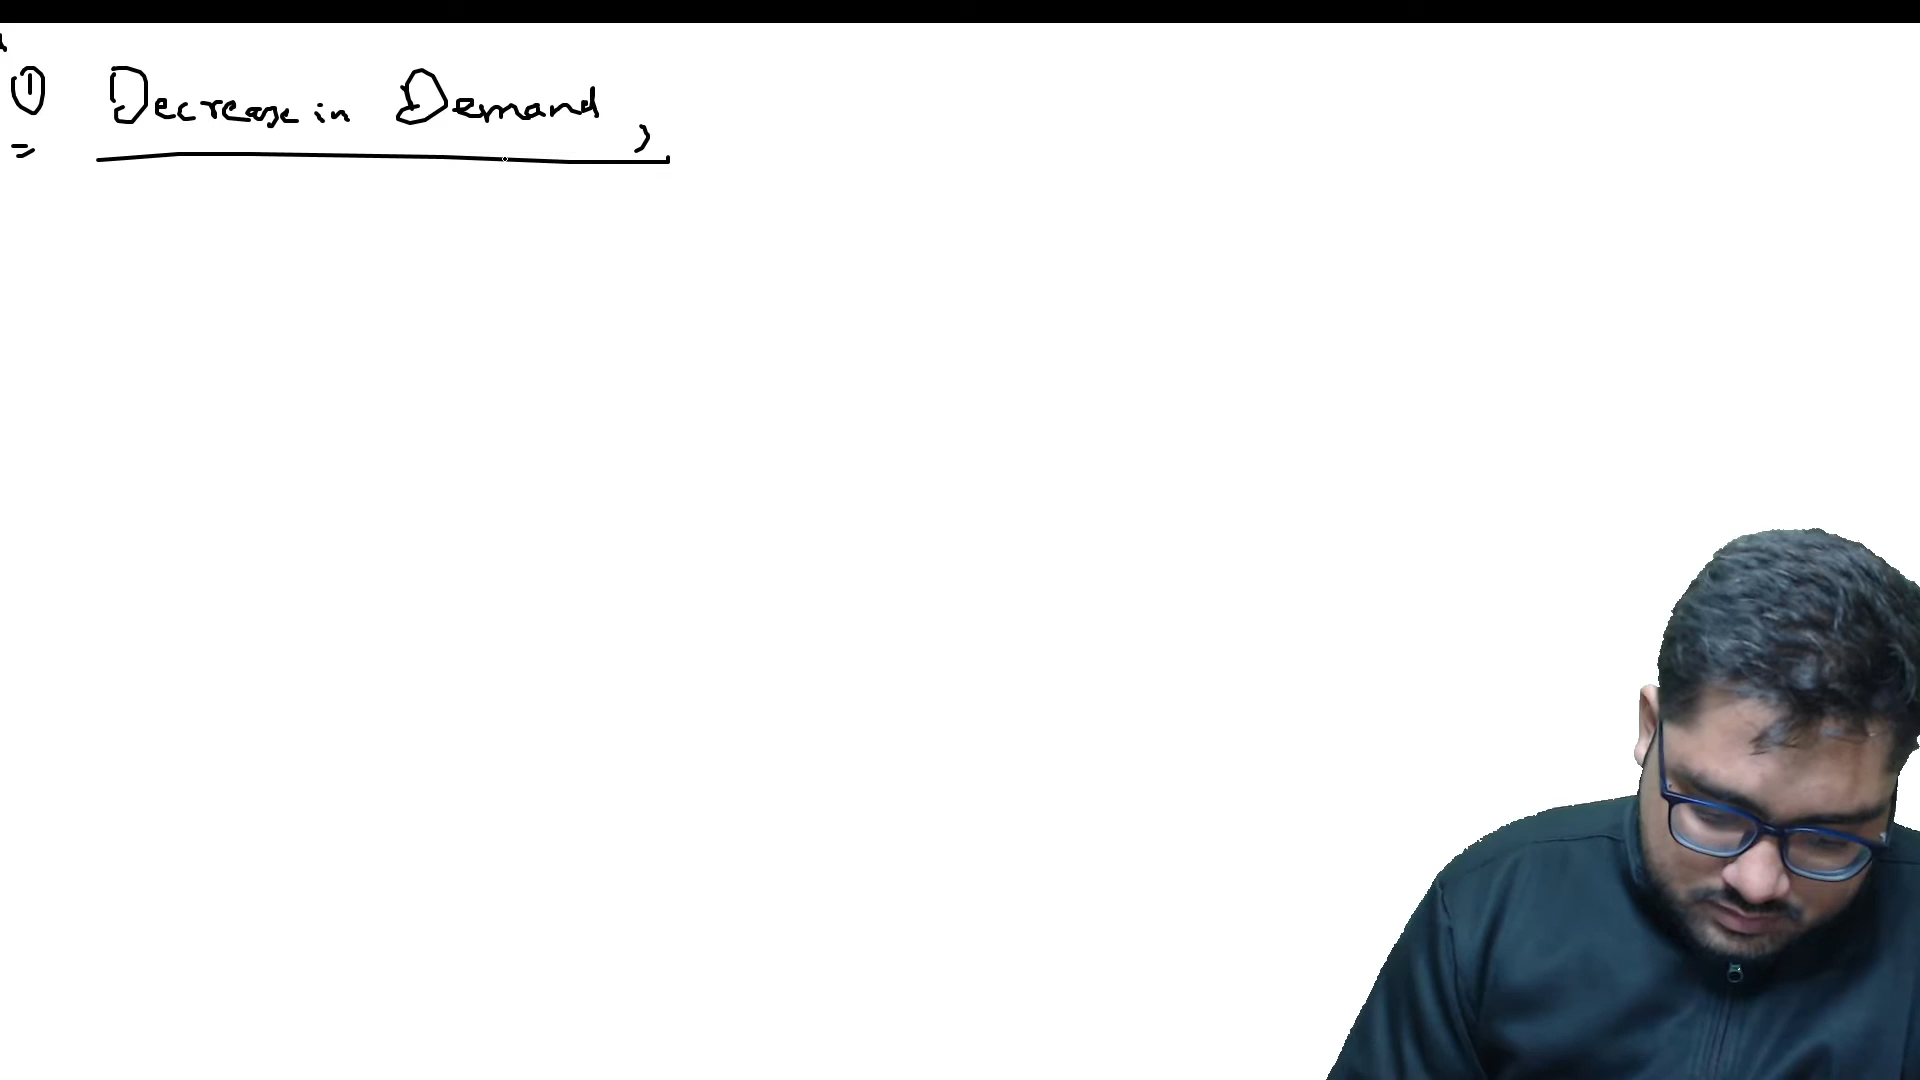 ① Decrease in Demand,
=